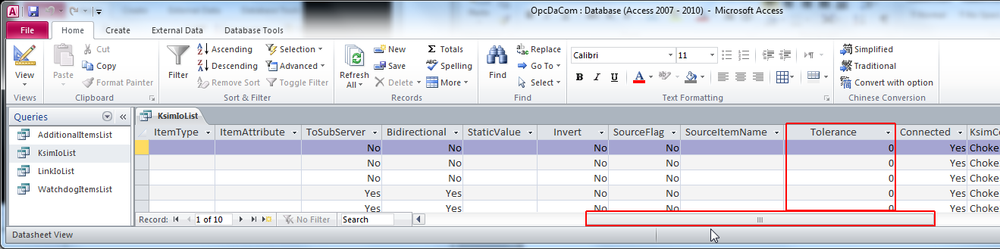 OpcDaCom : Database (Access 2007 - 2010) - Microsoft Access
File Home Create External Data Database Tools
View
Views
Paste
Cut
Copy
Format Painter
Clipboard
Filter
Ascending
Descending
Remove Sort
Selection
Advanced
Toggle Filter
Sort & Filter
Refresh
All
New
Save
Delete
Totals
Spelling
More
Records
Find
Replace
Go To
Select
Find
Calibri 11
B I U A
Text Formatting
Simplified
Traditional
Convert with option
Chinese Conversion
Queries
AdditionalItemsList
KsimIoList
LinkIoList
WatchdogItemsList
KsimIoList
ItemType ItemAttribute ToSubServer Bidirectional StaticValue Invert SourceFlag SourceItemName Tolerance Connected KsimCo
No No No No 0 Yes Choke
No No No No 0 Yes Choke
No No No No 0 Yes Choke
Yes Yes No No 0 Yes Choke
Yes Yes No No 0 Yes Choke
Record: 1 of 10 No Filter Search
Datasheet View